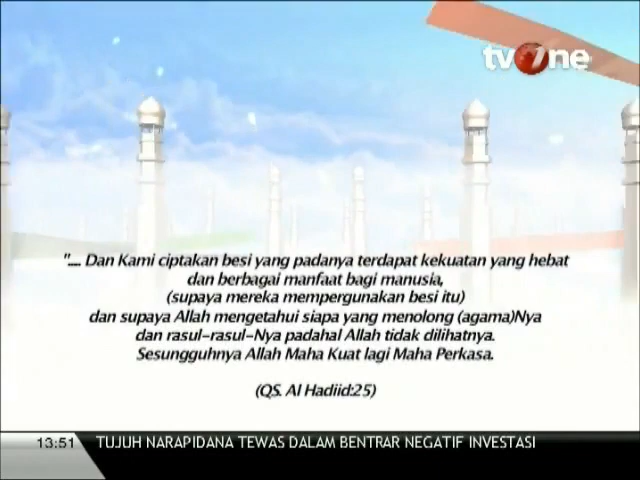 tvOne
".... Dan Kami ciptakan besi yang padanya terdapat kekuatan yang hebat
dan berbagai manfaat bagi manusia,
(supaya mereka mempergunakan besi itu)
dan supaya Allah mengetahui siapa yang menolong (agama)Nya
dan rasul-rasul-Nya padahal Allah tidak dilihatnya.
Sesungguhnya Allah Maha Kuat lagi Maha Perkasa.
(QS. Al Hadiid:25)
13:51 TUJUH NARAPIDANA TEWAS DALAM BENTRAR NEGATIF INVESTASI